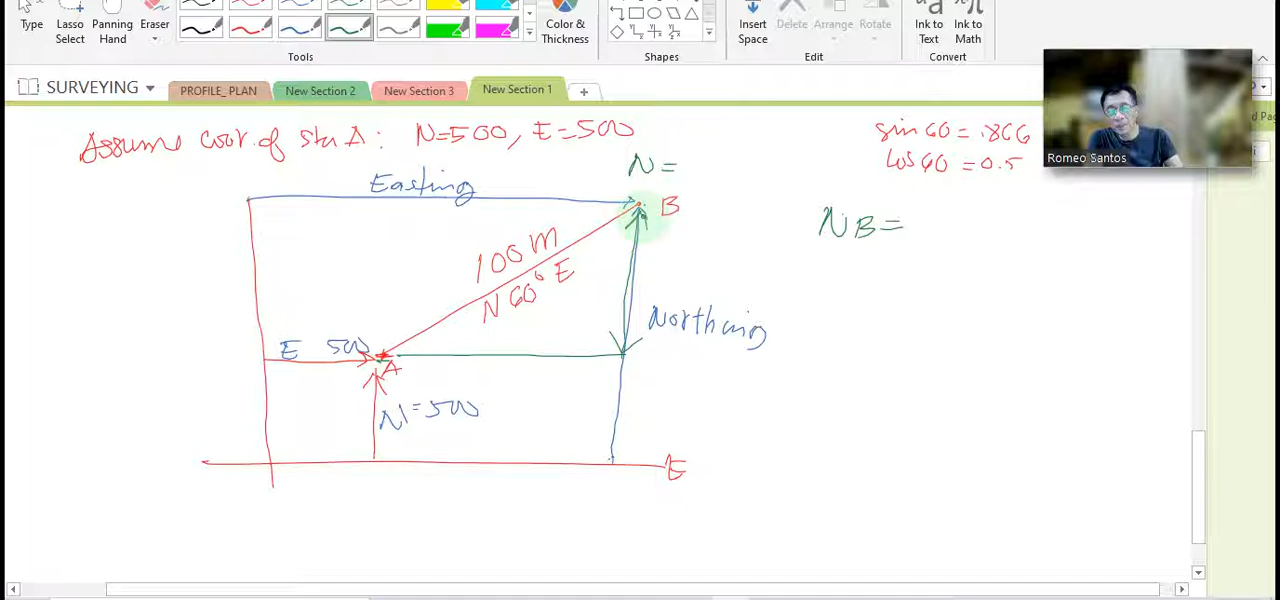 Type
Lasso
Select
Panning
Hand
Eraser
Color &
Thickness
Insert
Space
Delete
Arrange
Rotate
Ink to
Text
Ink to
Math
Tools
Shapes
Edit
Convert
SURVEYING
PROFILE_ PLAN
New Section 2
New Section 3
New Section 1
Romeo Santos
Assume coor. of sta A: N=500, E=500
sin 60 = .866
cos 60 = 0.5
N=
Easting
B
NB=
100 m
N 60° E
Northing
E 500
A
N=500
E